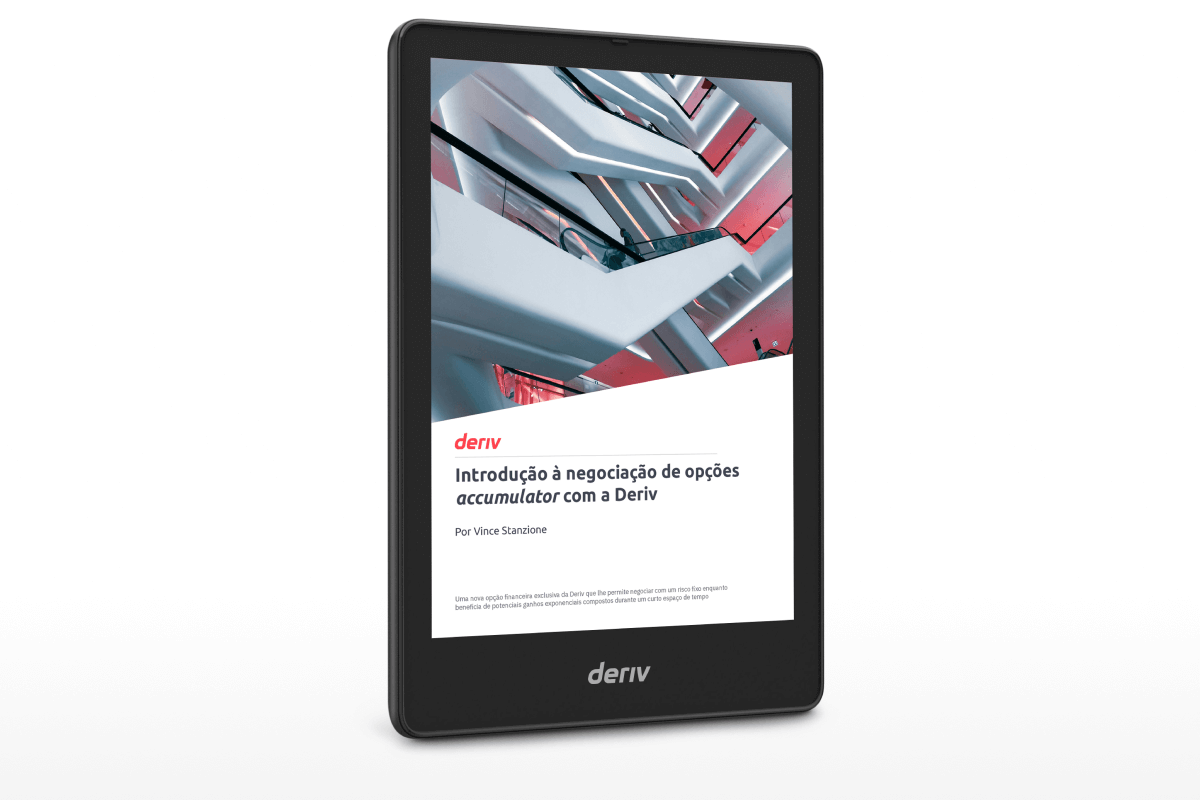 deriv
Introdução à negociação de opções
accumulator com a Deriv
Por Vince Stanzione
Uma nova opção financeira exclusiva da Deriv que lhe permite negociar com um risco fixo enquanto
beneficia de potenciais ganhos exponenciais compostos durante um curto espaço de tempo
deriv